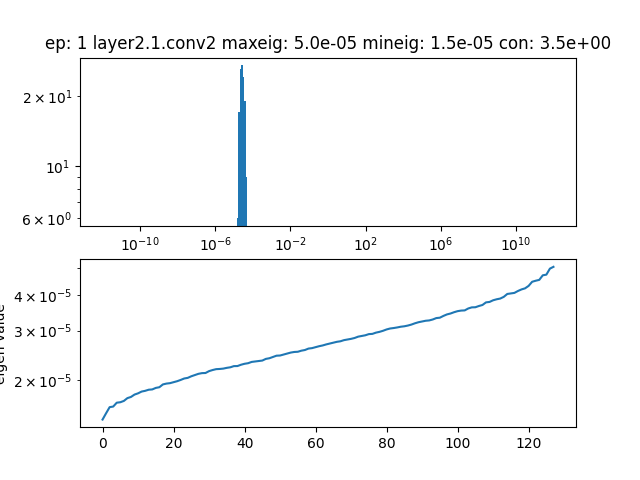 ep: 1 layer2.1.conv2 maxeig: 5.0e-05 mineig: 1.5e-05 con: 3.5e+00
2 × 10¹
10¹
6 × 10⁰
10⁻¹⁰ 10⁻⁶ 10⁻² 10² 10⁶ 10¹⁰
4 × 10⁻⁵
3 × 10⁻⁵
2 × 10⁻⁵
eigen value
0 20 40 60 80 100 120